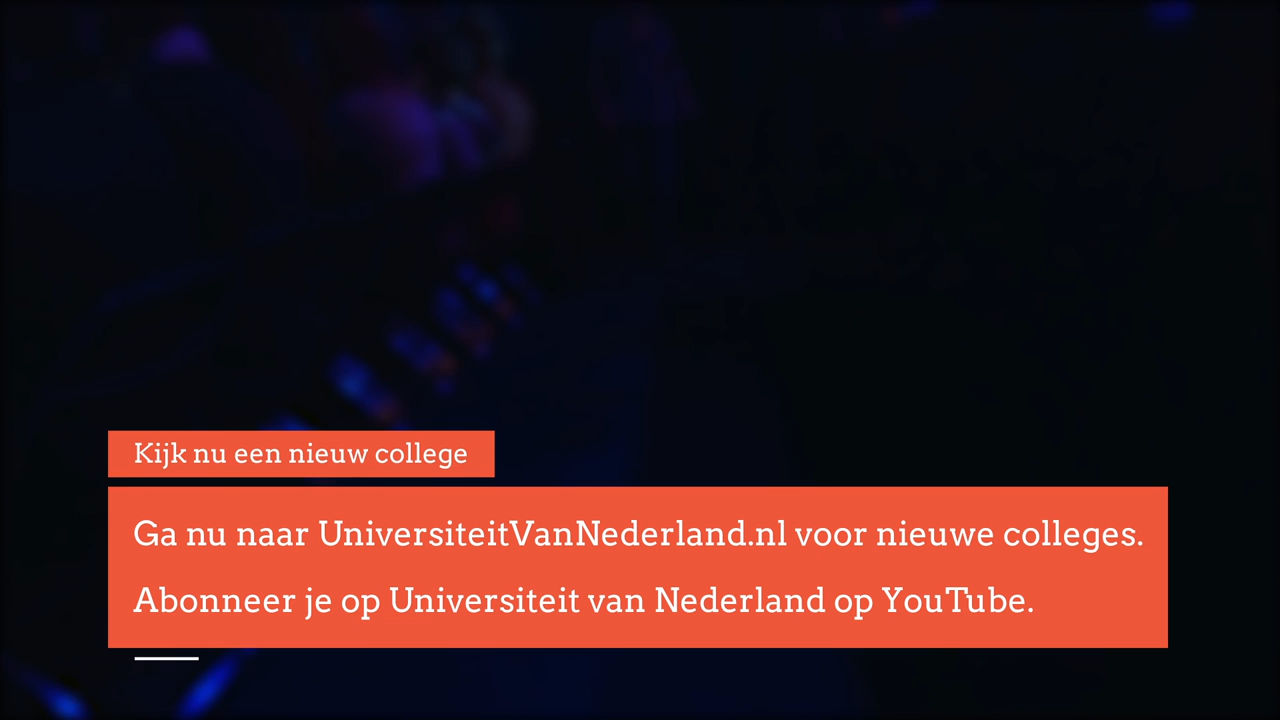 Kijk nu een nieuw college
Ga nu naar UniversiteitVanNederland.nl voor nieuwe colleges.
Abonneer je op Universiteit van Nederland op YouTube.